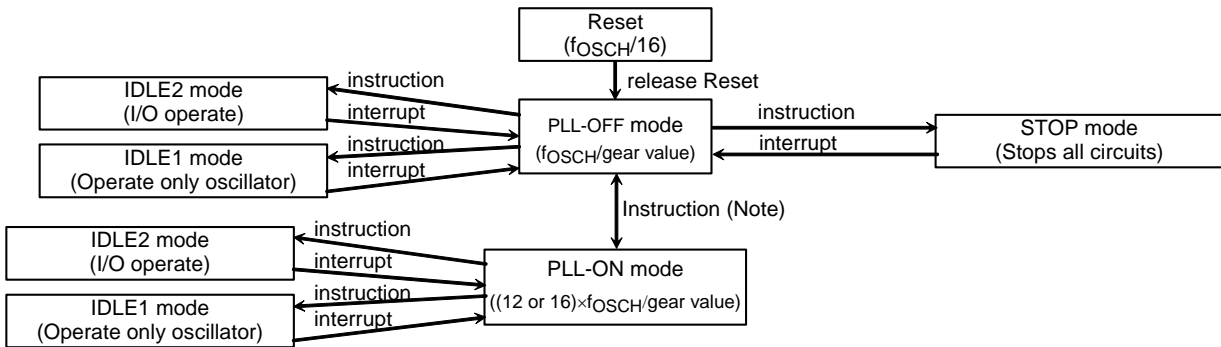 Reset
(fOSCH/16)
release Reset
IDLE2 mode
(I/O operate)
instruction
interrupt
IDLE1 mode
(Operate only oscillator)
instruction
interrupt
PLL-OFF mode
(fOSCH/gear value)
instruction
interrupt
STOP mode
(Stops all circuits)
Instruction (Note)
IDLE2 mode
(I/O operate)
instruction
interrupt
IDLE1 mode
(Operate only oscillator)
instruction
interrupt
PLL-ON mode
((12 or 16)×fOSCH/gear value)